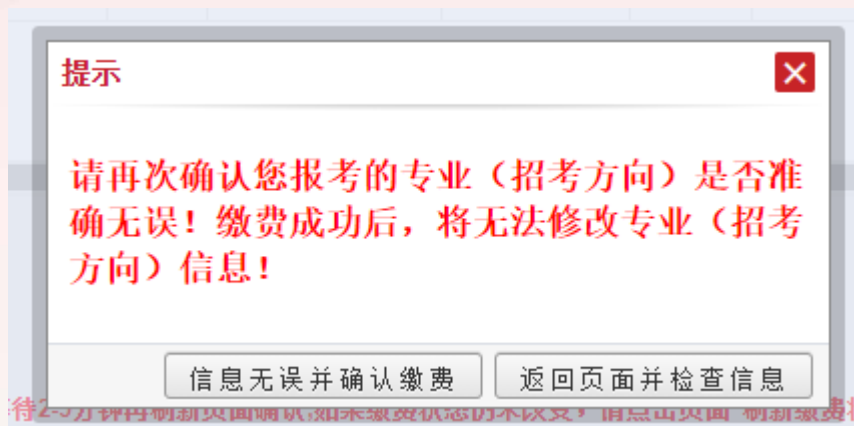 提示
请再次确认您报考的专业（招考方向）是否准
确无误！缴费成功后，将无法修改专业（招考
方向）信息！
信息无误并确认缴费 返回页面并检查信息